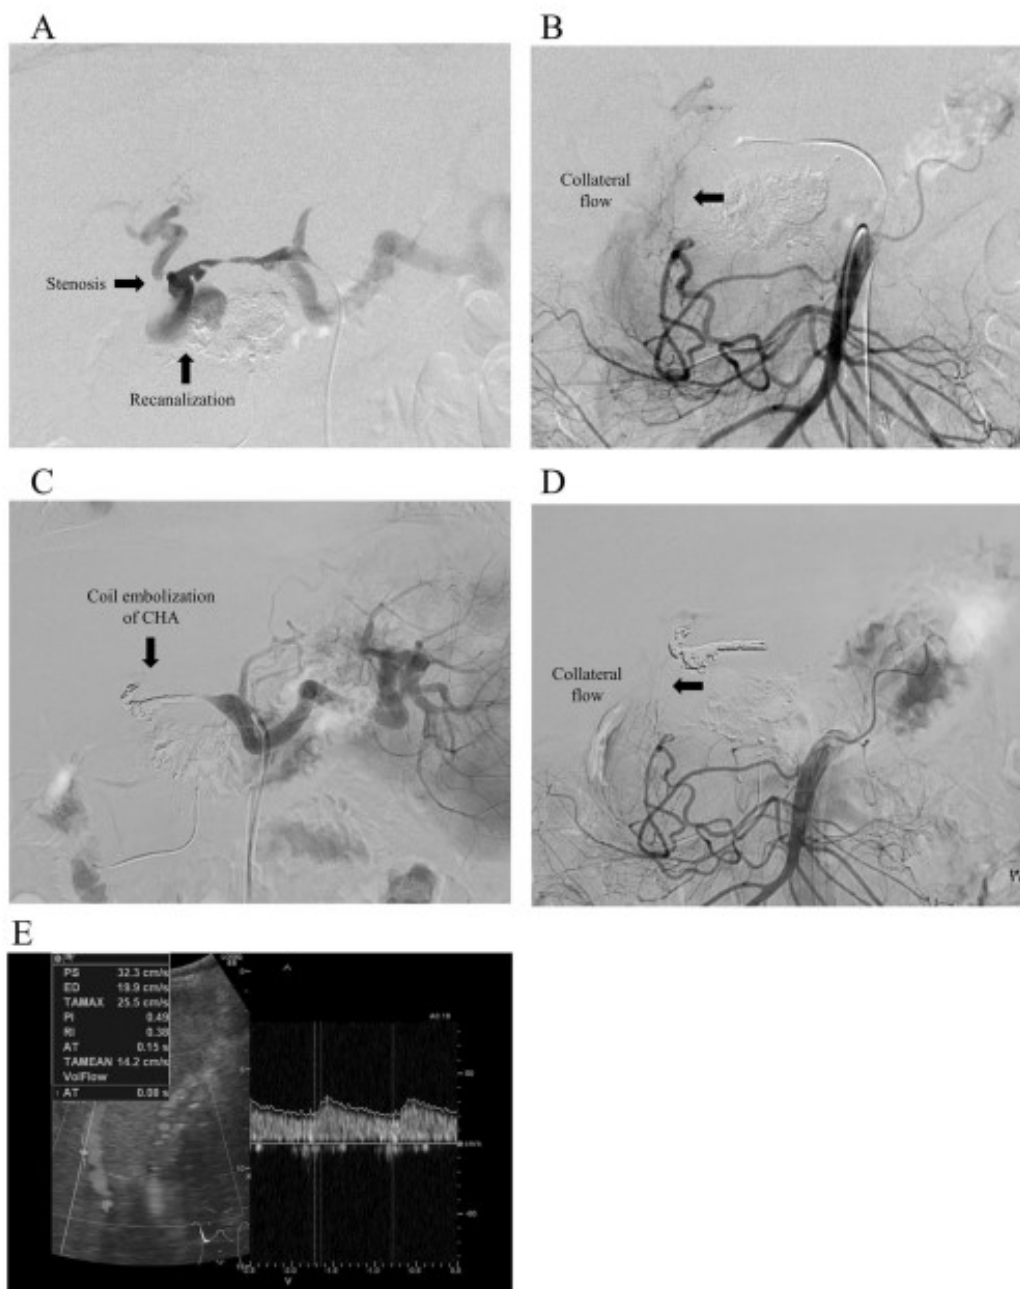 A
B
Stenosis
Recanalization
Collateral
flow
C
D
Coil embolization
of CHA
Collateral
flow
E
PS 32.3 cm/s
ED 19.9 cm/s
TAMAX 25.5 cm/s
PI 0.49
RI 0.38
AT 0.15 s
TAMEAN 14.2 cm/s
VolFlow
AT 0.08 s
cm/s
V